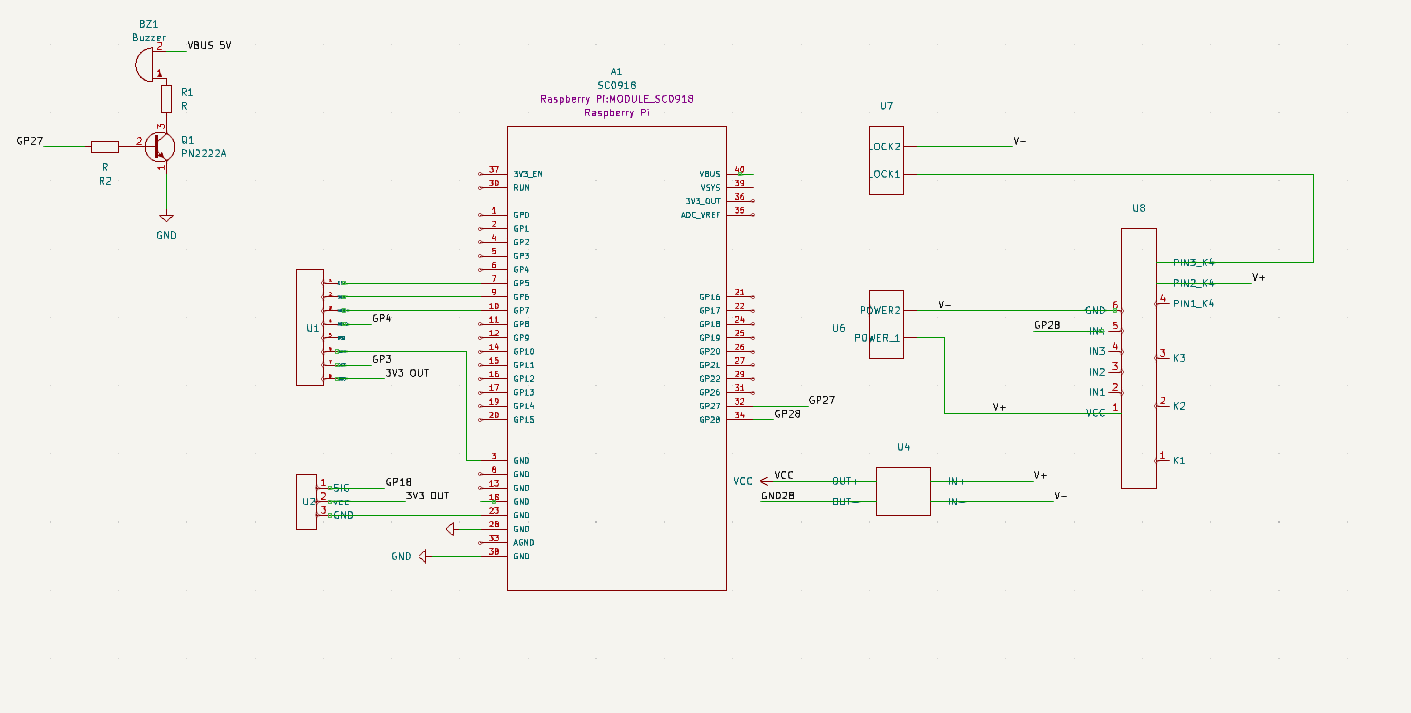 BZ1
Buzzer
2
VBUS 5V
1
R1
R
3
GP27
2
Q1
PN2222A
1
R
R2
GND
A1
SC0918
Raspberry Pi:MODULE_SC0918
Raspberry Pi
37 3V3_EN
30 RUN
1 GP0
2 GP1
4 GP2
5 GP3
6 GP4
7 GP5
9 GP6
10 GP7
11 GP8
12 GP9
14 GP10
15 GP11
16 GP12
17 GP13
19 GP14
20 GP15
3 GND
8 GND
13 GND
18 GND
23 GND
28 GND
33 AGND
38 GND
VBUS 40
VSYS 39
3V3_OUT 36
ADC_VREF 35
GP16 21
GP17 22
GP18 24
GP19 25
GP20 26
GP21 27
GP22 29
GP26 31
GP27 32
GP28 34
GP27
GP28
U1
GP4
GP3
3V3 OUT
U2
1 SIG
2 VCC
3 GND
GP18
3V3 OUT
GND
U7
LOCK2
LOCK1
V-
U8
PIN3_K4
PIN2_K4
4 PIN1_K4
V+
3 K3
2 K2
1 K1
GND 6
IN4 5
IN3 4
IN2 3
IN1 2
VCC 1
GP28
U6
POWER2
POWER_1
V-
V+
U4
VCC
VCC
OUT+
GND28
OUT-
IN+
V+
IN-
V-